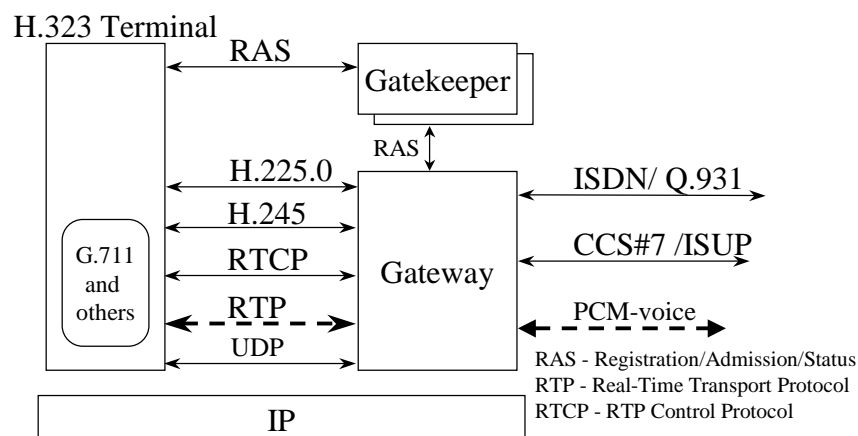 H.323 Terminal
RAS
Gatekeeper
RAS
H.225.0
ISDN/ Q.931
H.245
G.711
and
others
RTCP
Gateway
CCS#7 /ISUP
RTP
PCM-voice
UDP
RAS - Registration/Admission/Status
RTP - Real-Time Transport Protocol
RTCP - RTP Control Protocol
IP